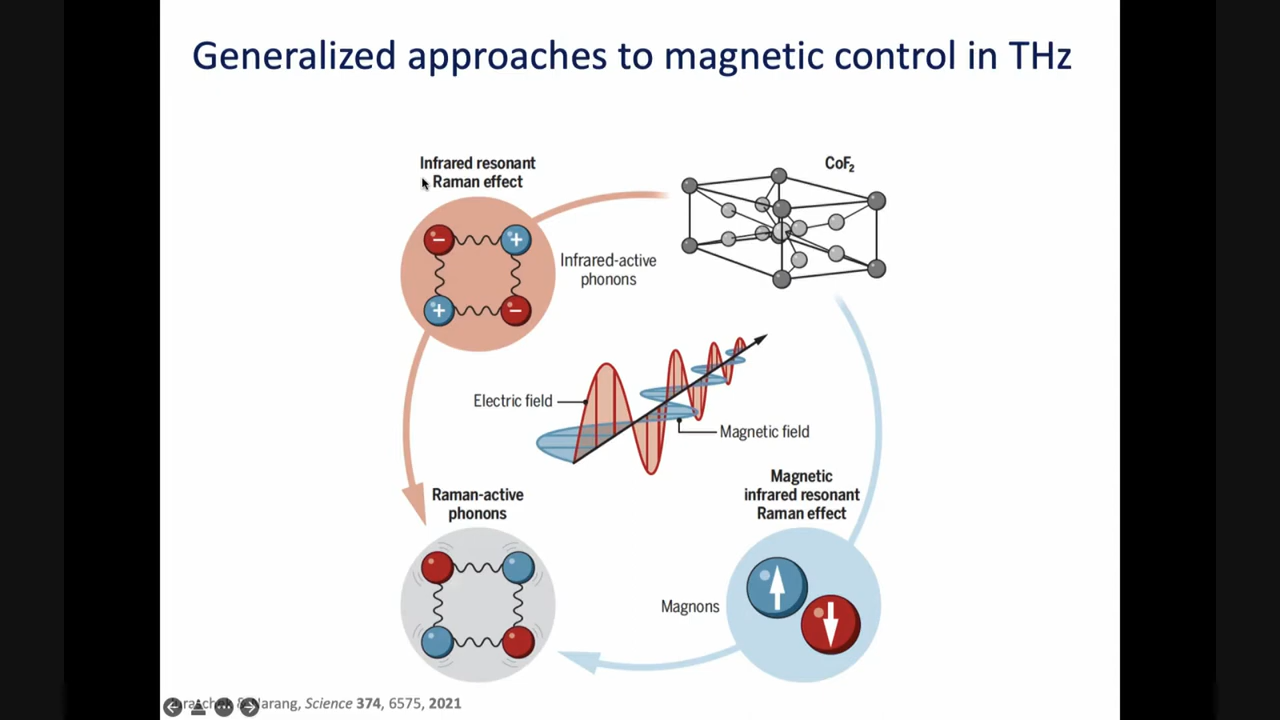 Generalized approaches to magnetic control in THz
Infrared resonant
Raman effect
CoF₂
−
+
+
−
Infrared-active
phonons
Electric field
Magnetic field
Magnetic
infrared resonant
Raman effect
Raman-active
phonons
Magnons
Science 374, 6575, 2021